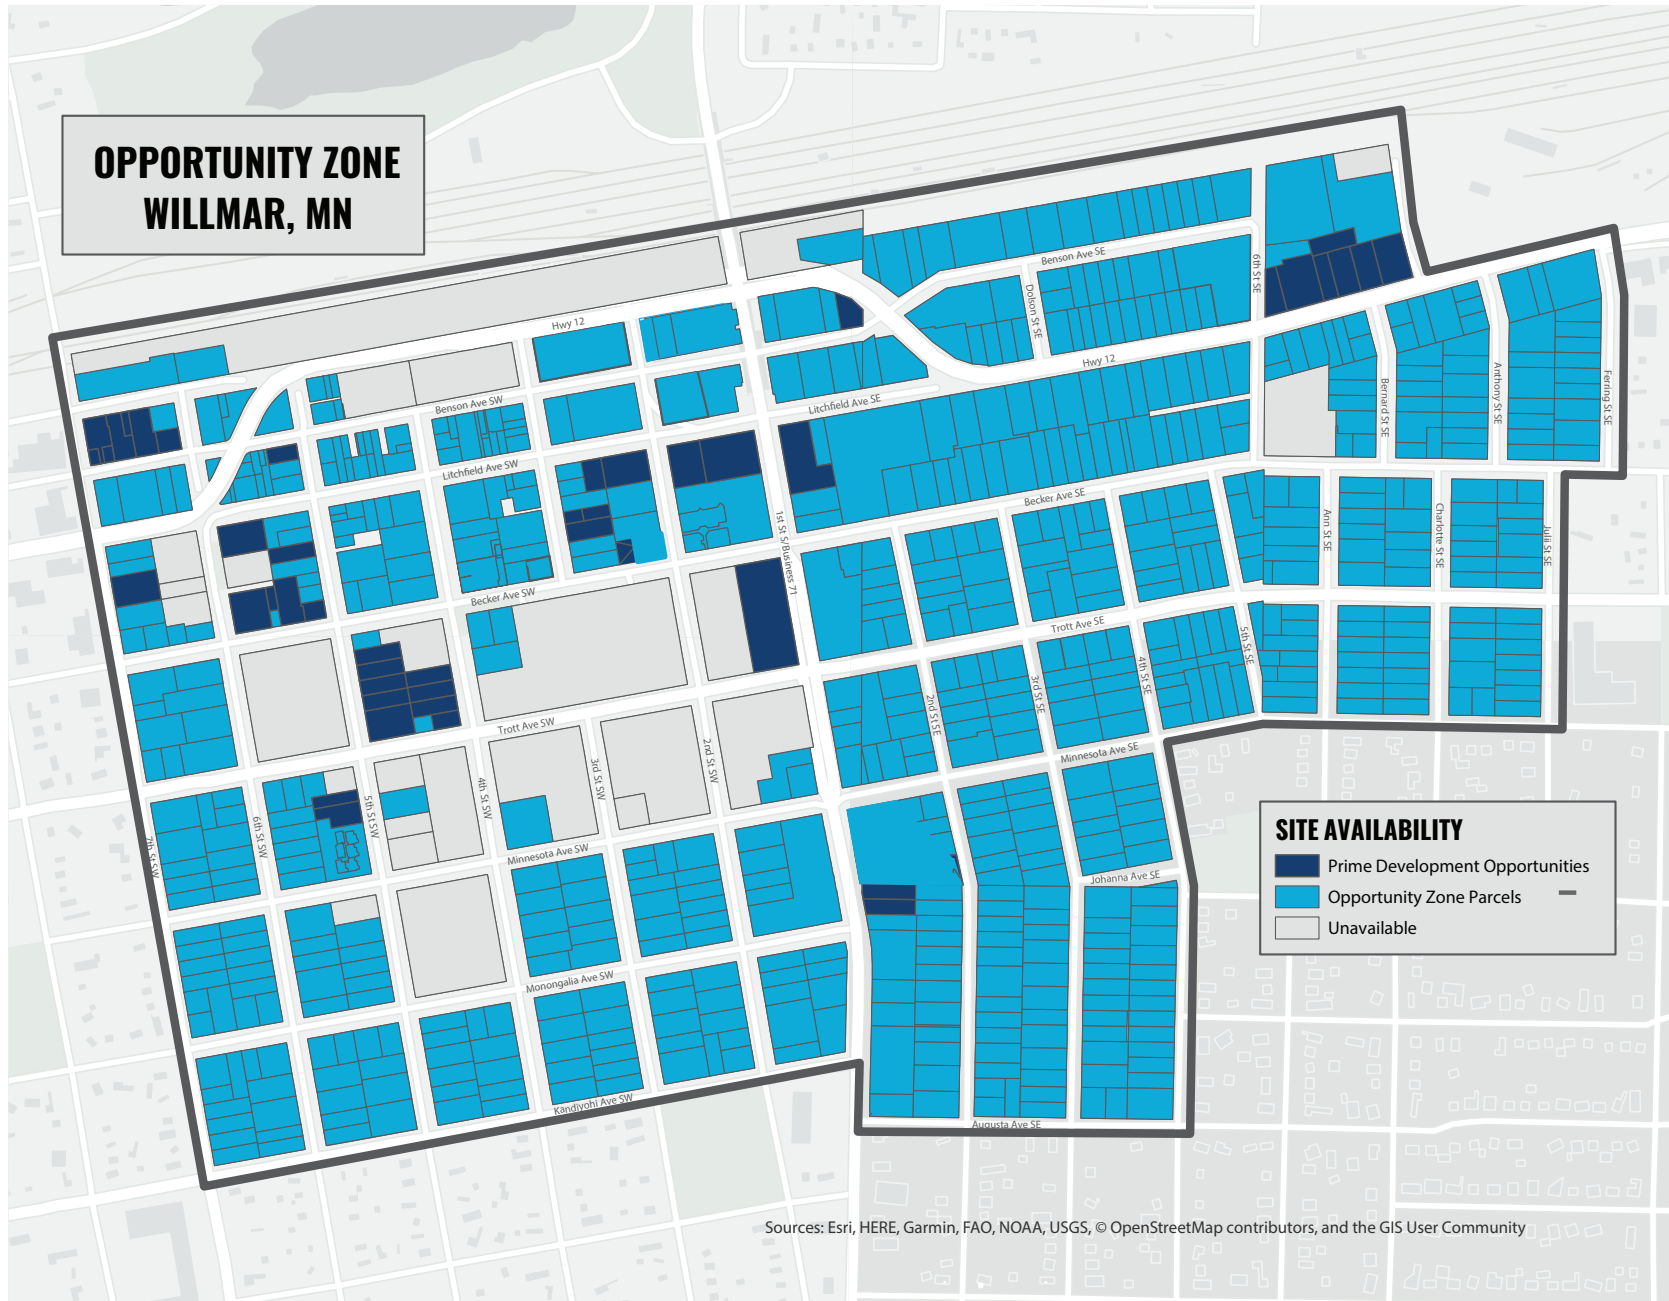 OPPORTUNITY ZONE
WILLMAR, MN
Hwy 12
Benson Ave SW
Litchfield Ave SW
Becker Ave SW
Trott Ave SW
Minnesota Ave SW
Monongalia Ave SW
Kandiyohi Ave SW
7th St SW
6th St SW
5th St SW
4th St SW
3rd St SW
2nd St SW
1st St S/Business 71
Benson Ave SE
Dolson St SE
6th St SE
Hwy 12
Litchfield Ave SE
Becker Ave SE
Trott Ave SE
Minnesota Ave SE
Johanna Ave SE
Augusta Ave SE
2nd St SE
3rd St SE
4th St SE
5th St SE
Ann St SE
Bernard St SE
Charlotte St SE
Anthony St SE
Julii St SE
Ferring St SE
SITE AVAILABILITY
Prime Development Opportunities
Opportunity Zone Parcels
Unavailable
Sources: Esri, HERE, Garmin, FAO, NOAA, USGS, © OpenStreetMap contributors, and the GIS User Community